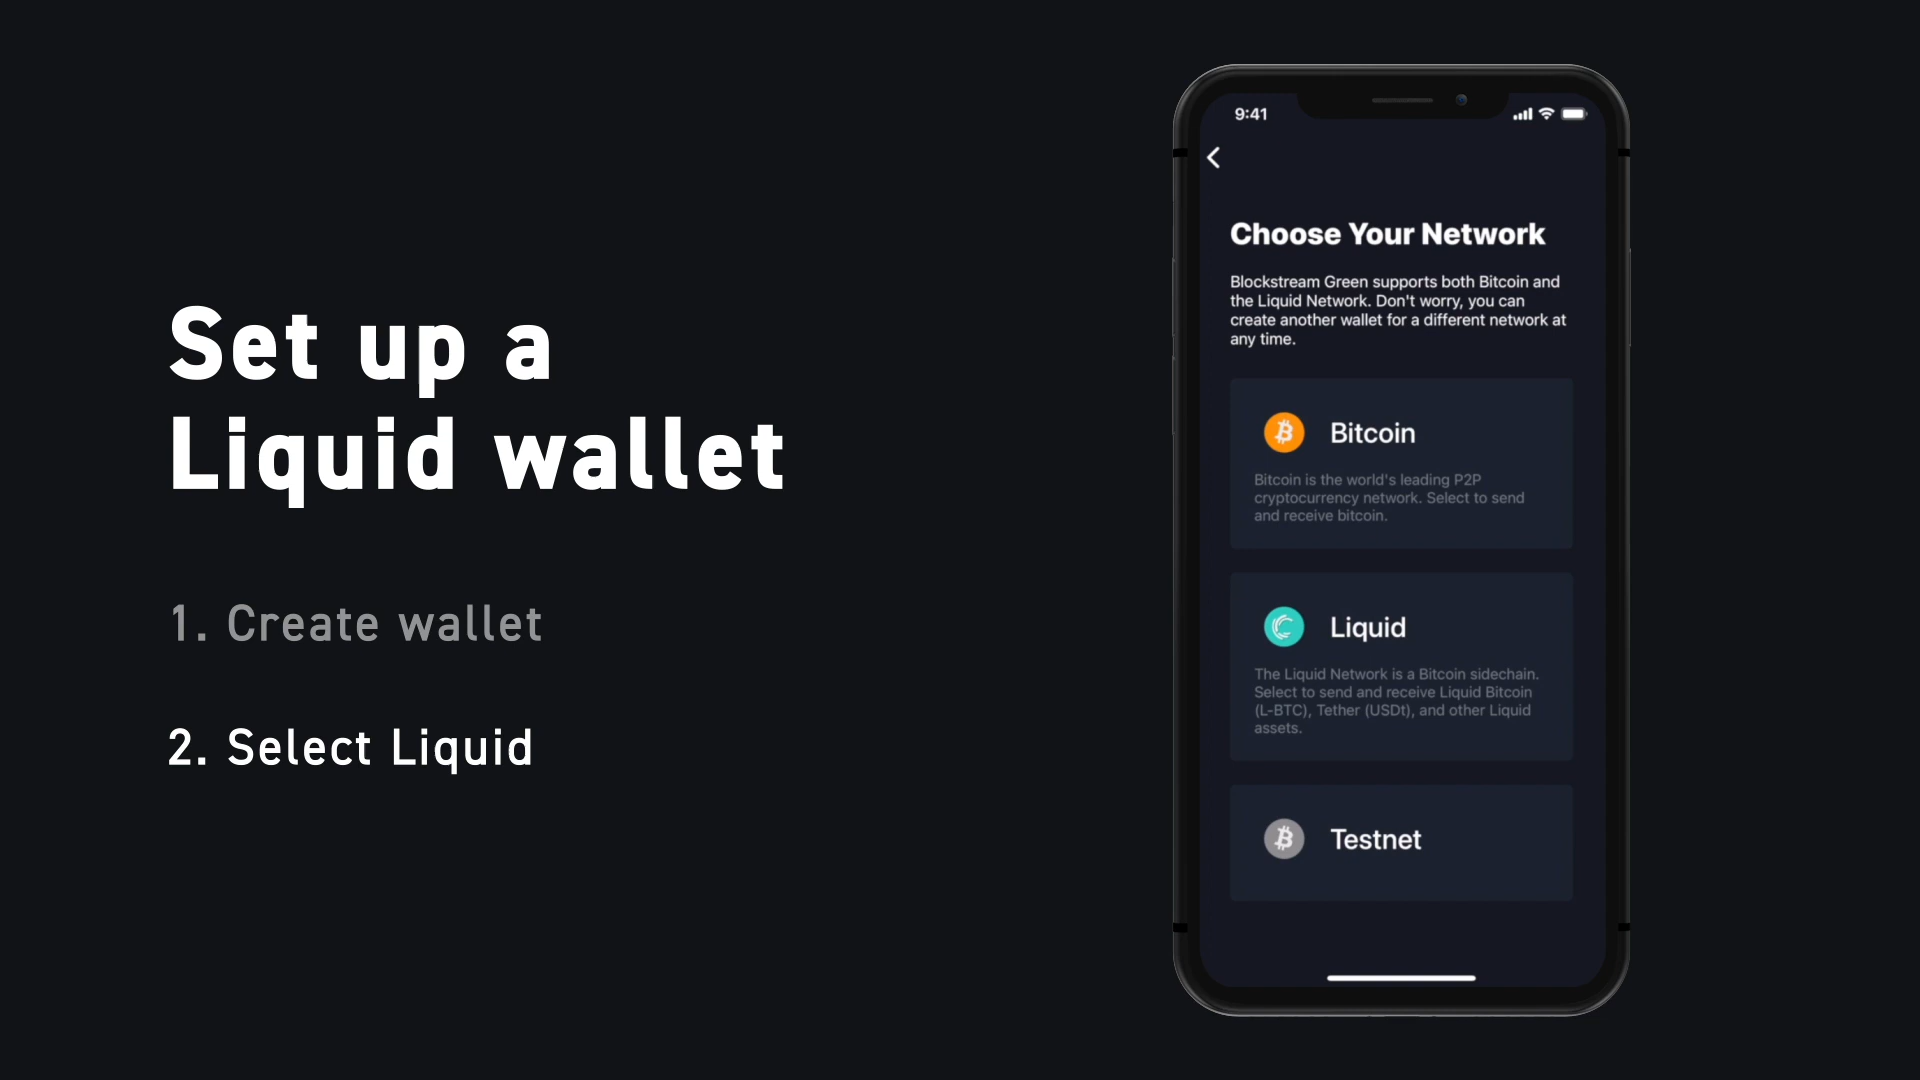 Set up a
Liquid wallet
1. Create wallet
2. Select Liquid
9:41
Choose Your Network
Blockstream Green supports both Bitcoin and
the Liquid Network. Don't worry, you can
create another wallet for a different network at
any time.
Bitcoin
Bitcoin is the world's leading P2P
cryptocurrency network. Select to send
and receive bitcoin.
Liquid
The Liquid Network is a Bitcoin sidechain.
Select to send and receive Liquid Bitcoin
(L-BTC), Tether (USDt), and other Liquid
assets.
Testnet